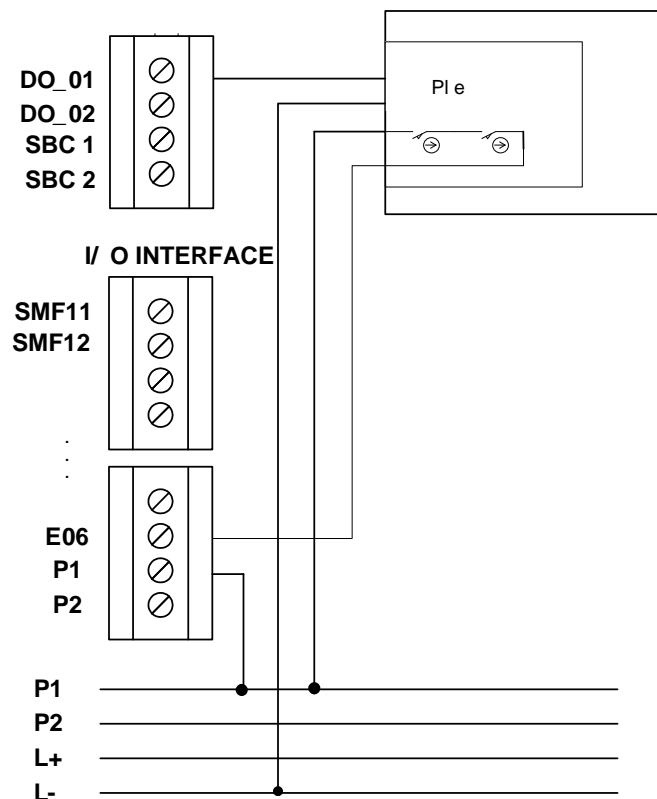 DO_01
DO_02
SBC 1
SBC 2
Pl e
I/ O INTERFACE
SMF11
SMF12
.
.
.
E06
P1
P2
P1
P2
L+
L-